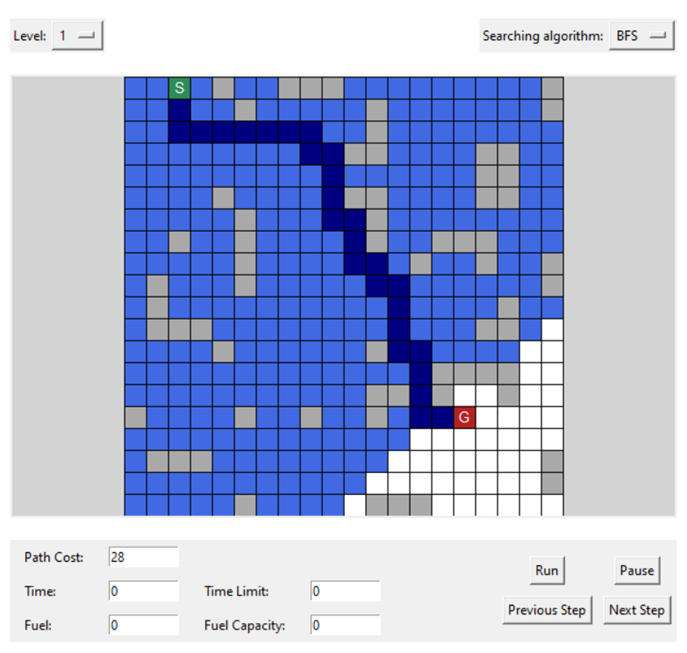 Level: 1 Searching algorithm: BFS
S
G
Path Cost: 28
Run Pause
Time: 0 Time Limit: 0
Previous Step Next Step
Fuel: 0 Fuel Capacity: 0